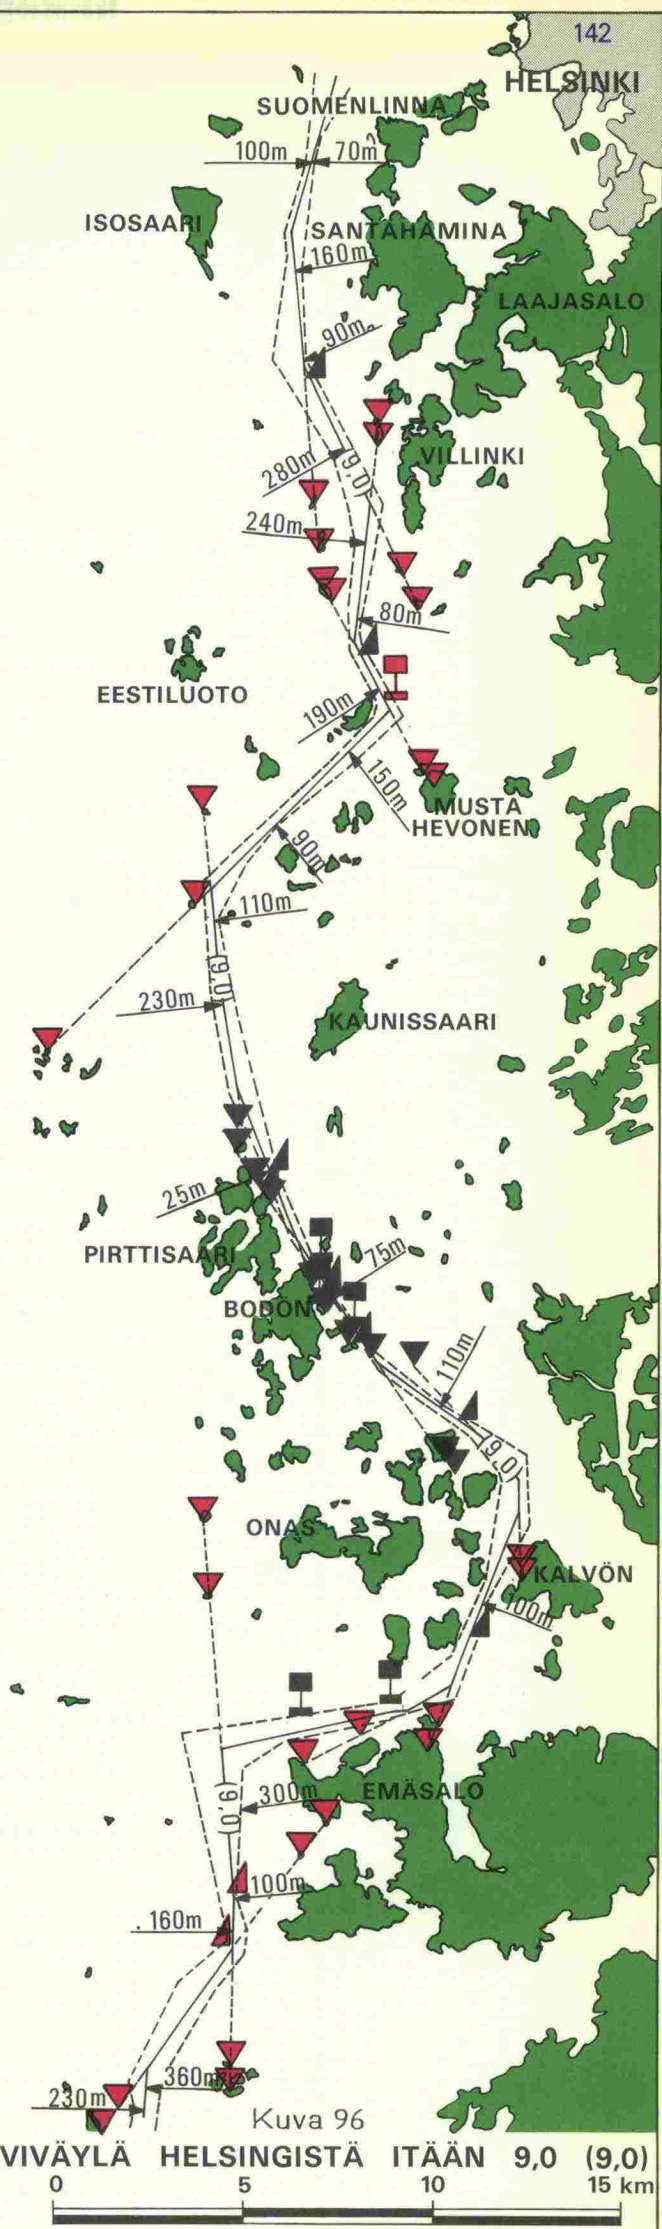 142
HELSINKI
SUOMENLINNA
100m 70m
ISOSAARI
SANTAHAMINA
160m
LAAJASALO
90m
VILLINKI
280m
(9.0)
240m
80m
EESTILUOTO
190m
150m
MUSTA
HEVONEN
90m
110m
(9.0)
230m
KAUNISSAARI
25m
PIRTTISAARI
75m
BODÖN
110m
(9.0)
ONAS
KALVÖN
100m
EMÄSALO
300m
(9.0)
100m
160m
360m
230m
Kuva 96
VIVÄYLÄ HELSINGISTÄ ITÄÄN 9,0 (9,0)
0 5 10 15 km